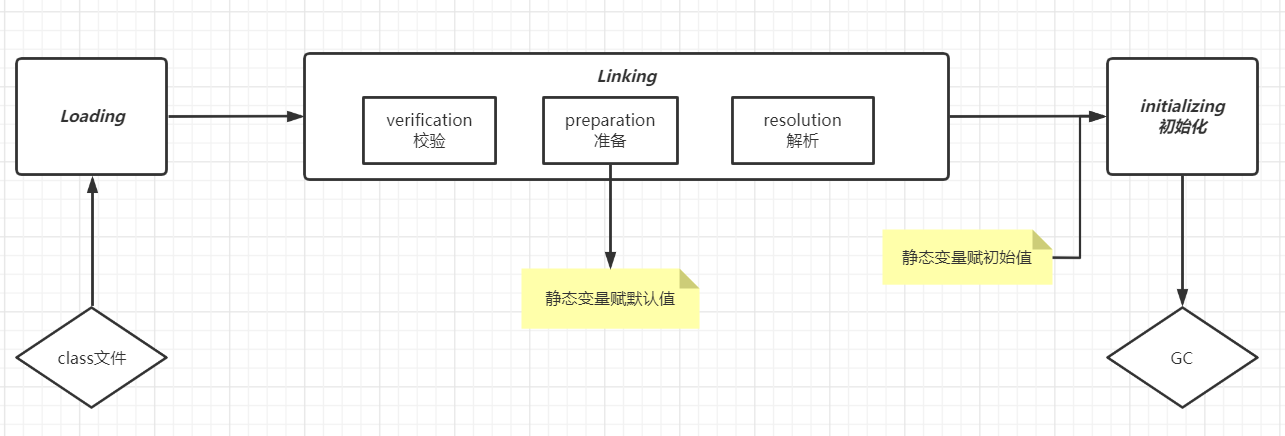 Loading
Linking
verification
校验
preparation
准备
resolution
解析
initializing
初始化
静态变量赋默认值
静态变量赋初始值
class文件
GC